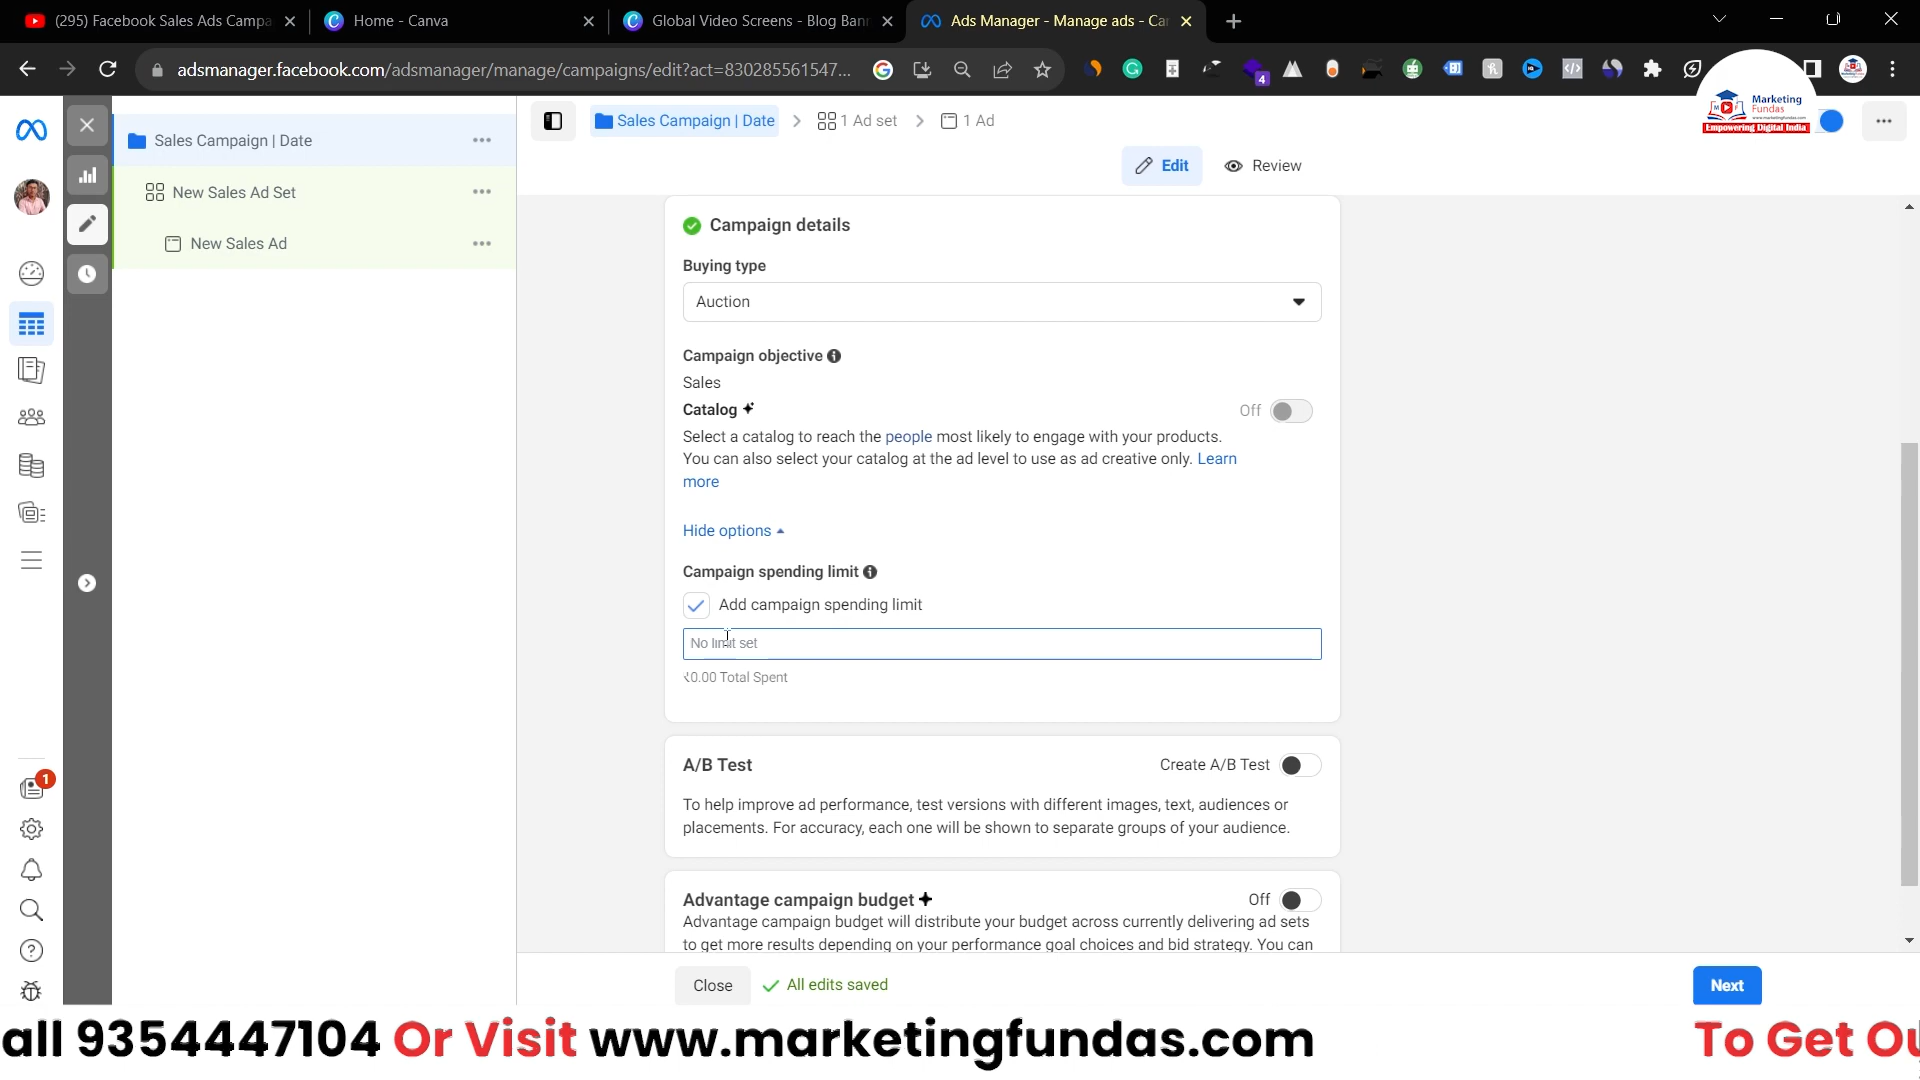 (295) Facebook Sales Ads Campa
Home - Canva
Global Video Screens - Blog Ban
Ads Manager - Manage ads - Ca
adsmanager.facebook.com/adsmanager/manage/campaigns/edit?act=830285561547...
4
Marketing
Fundas
www.marketingfundas.com
Empowering Digital India
Sales Campaign | Date
New Sales Ad Set
New Sales Ad
Sales Campaign | Date
1 Ad set
1 Ad
Edit
Review
Campaign details
Buying type
Auction
Campaign objective
Sales
Catalog
Off
Select a catalog to reach the people most likely to engage with your products.
You can also select your catalog at the ad level to use as ad creative only. Learn
more
Hide options
Campaign spending limit
Add campaign spending limit
No limit set
₹0.00 Total Spent
A/B Test
Create A/B Test
To help improve ad performance, test versions with different images, text, audiences or
placements. For accuracy, each one will be shown to separate groups of your audience.
Advantage campaign budget
Off
Advantage campaign budget will distribute your budget across currently delivering ad sets
to get more results depending on your performance goal choices and bid strategy. You can
1
Close
All edits saved
Next
all 9354447104 Or Visit www.marketingfundas.com
To Get Ou